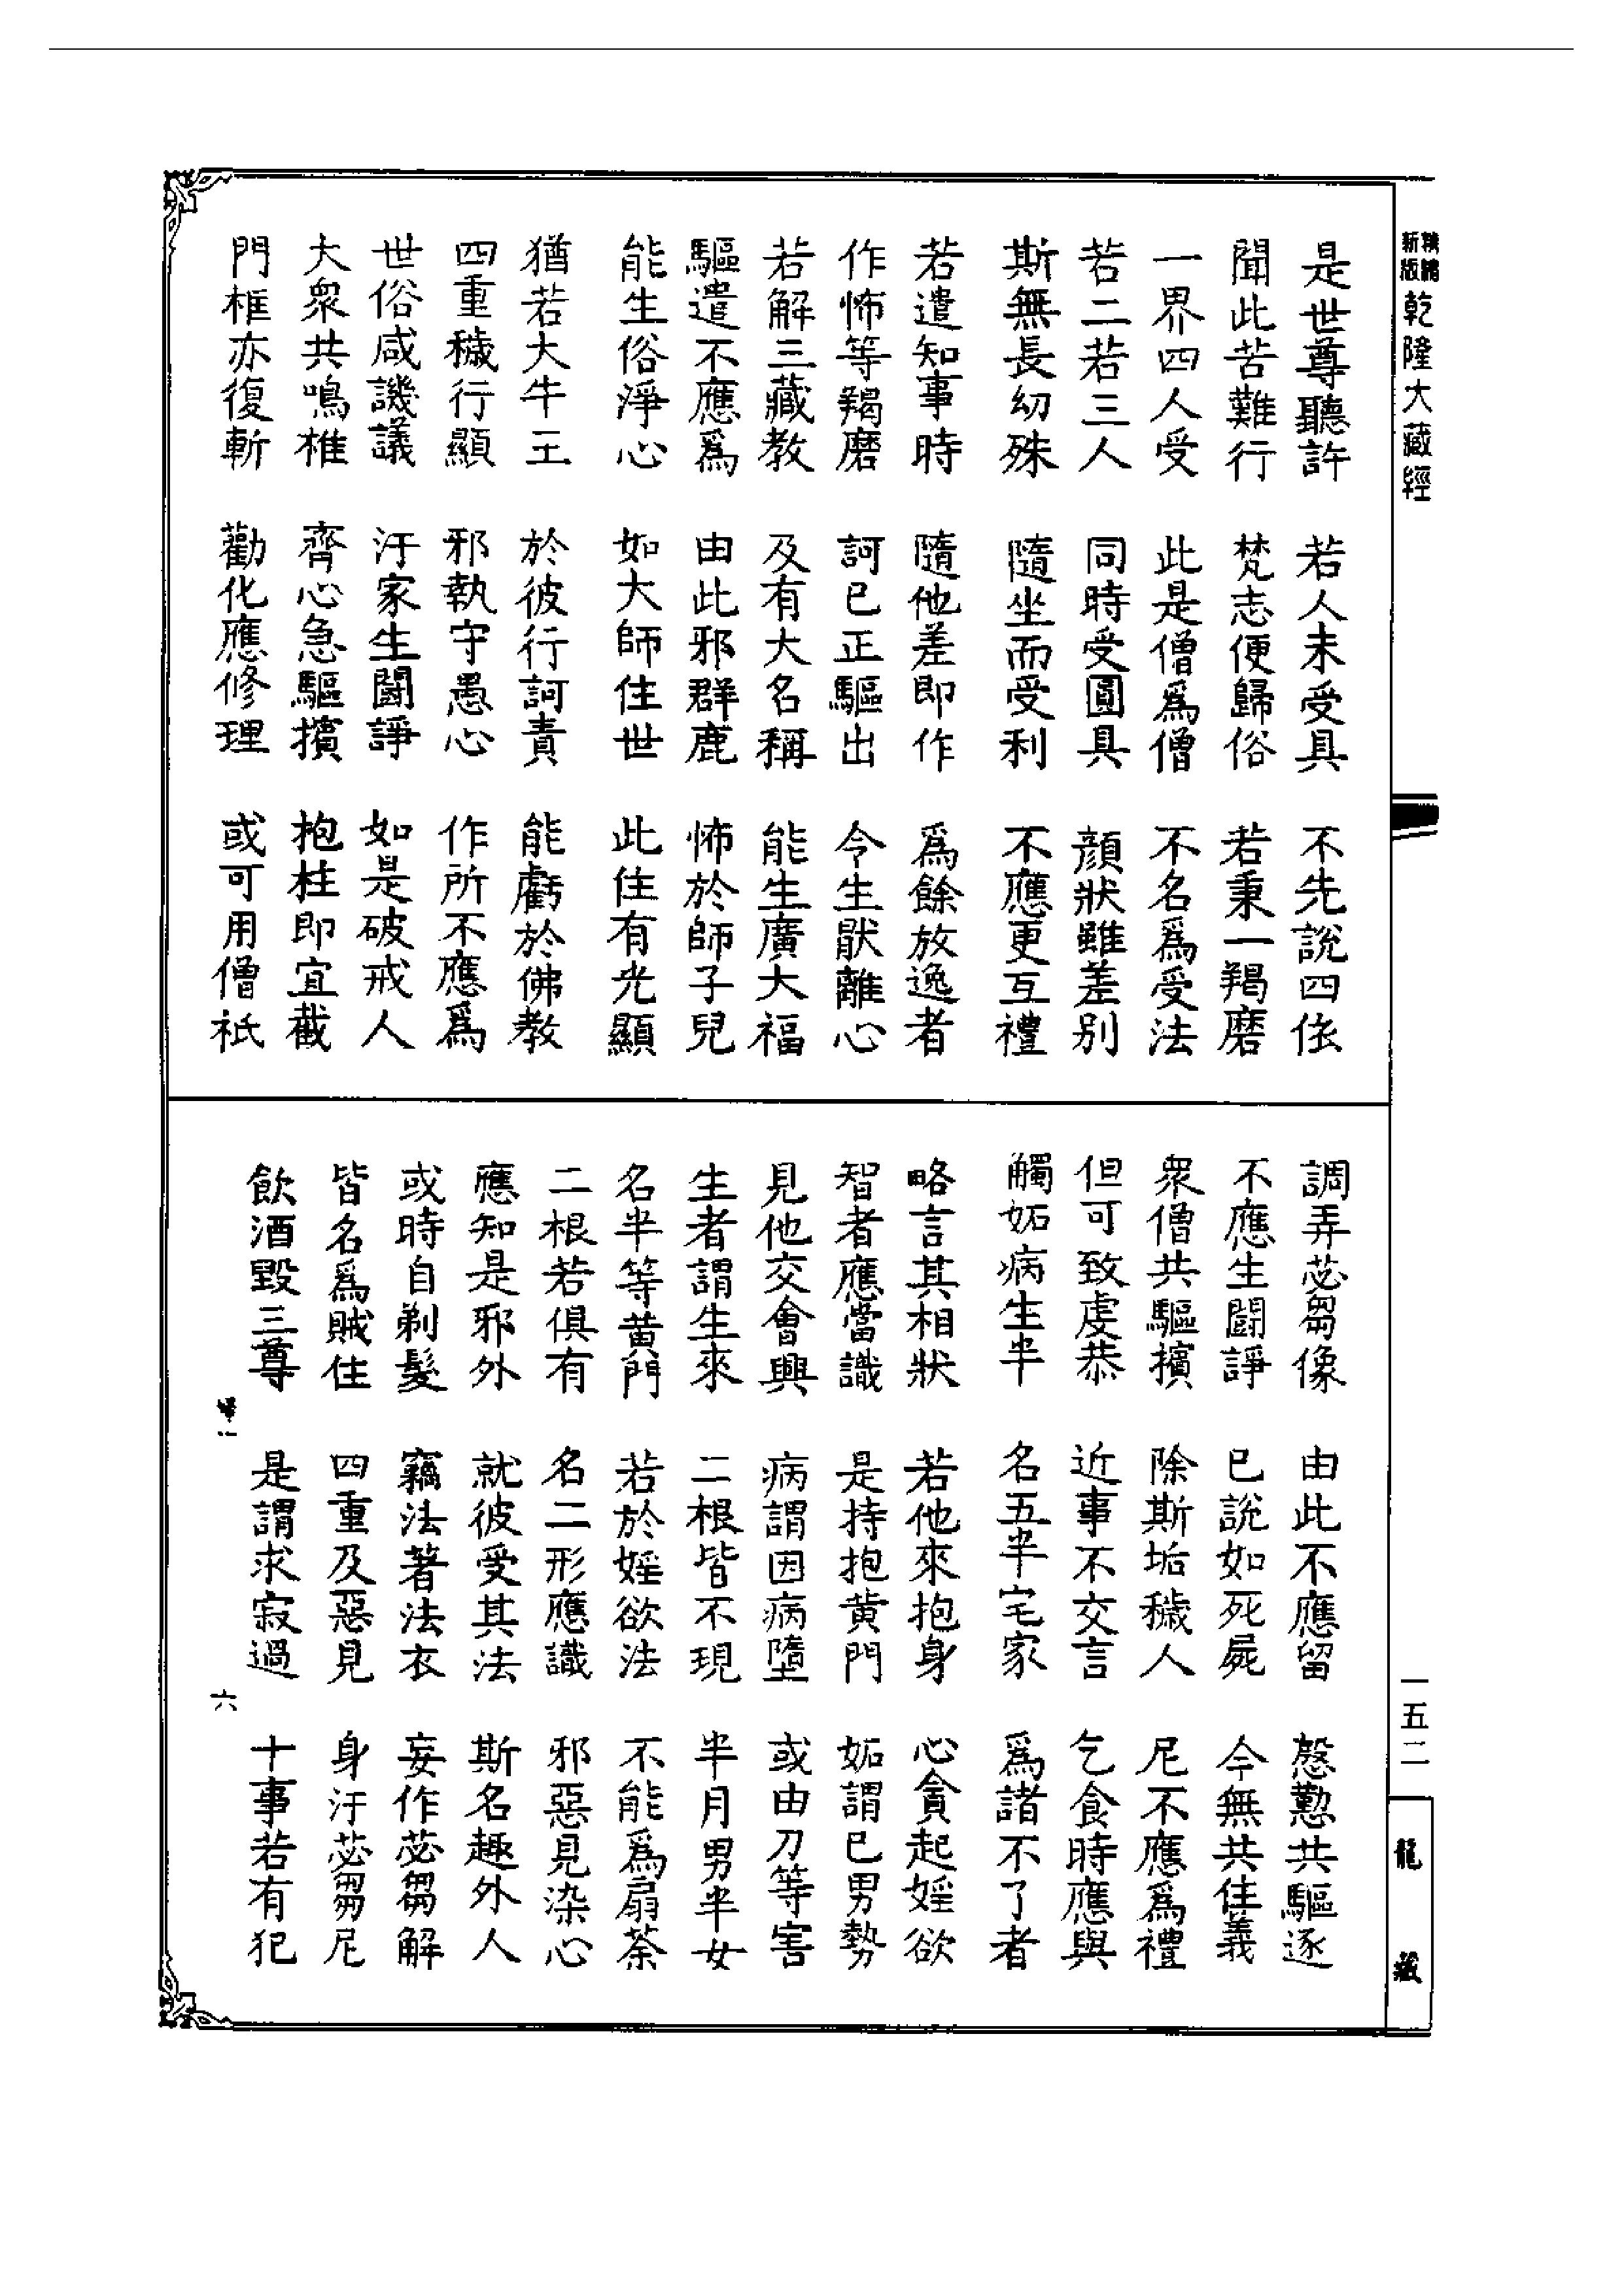 新版
乾隆大藏經
是世尊聽許　若人未受具　不先說四依
聞此苦難行　梵志便歸俗　若秉一羯磨
一界四人受　此是僧爲僧　不名爲受法
若二若三人　同時受圓具　顏狀雖差別
斯無長幼殊　隨坐而受利　不應更互禮
若遣知事時　隨他差即作　爲餘放逸者
作怖等羯磨　訶已正驅出　令生猒離心
若解三藏教　及有大名稱　能生廣大福
驅遣不應爲　由此邪群鹿　怖於師子兒
能生俗淨心　如大師住世　此住有光顯
猶若大牛王　於彼行訶責　能虧於佛教
四重穢行顯　邪執守愚心　作所不應爲
世俗咸譏議　汙家生鬪諍　如是破戒人
大衆共鳴椎　齊心急驅擯　抱柱即宜截
門框亦復斬　勸化應修理　或可用僧祇
調弄苾芻像　由此不應留　慇懃共驅逐
不應生鬪諍　已說如死屍　今無共住義
衆僧共驅擯　除斯垢穢人　尼不應爲禮
但可致虔恭　近事不交言　乞食時應與
觸妬病生半　名五半宅家　爲諸不了者
略言其相狀　若他來抱身　心貪起婬欲
智者應當識　是持抱黄門　妬謂已男勢
見他交會興　病謂因病墮　或由刀等害
生者謂生來　二根皆不現　半月男半女
名半等黄門　若於婬欲法　不能爲扇茶
二根若俱有　名二形應識　邪惡見染心
應知是邪外　就彼受其法　斯名趣外人
或時自剃髮　竊法著法衣　妄作苾芻解
皆名爲賊住　四重及惡見　身汙苾芻尼
飲酒毀三尊　是謂求寂過　十事若有犯
六
一五二
龍藏